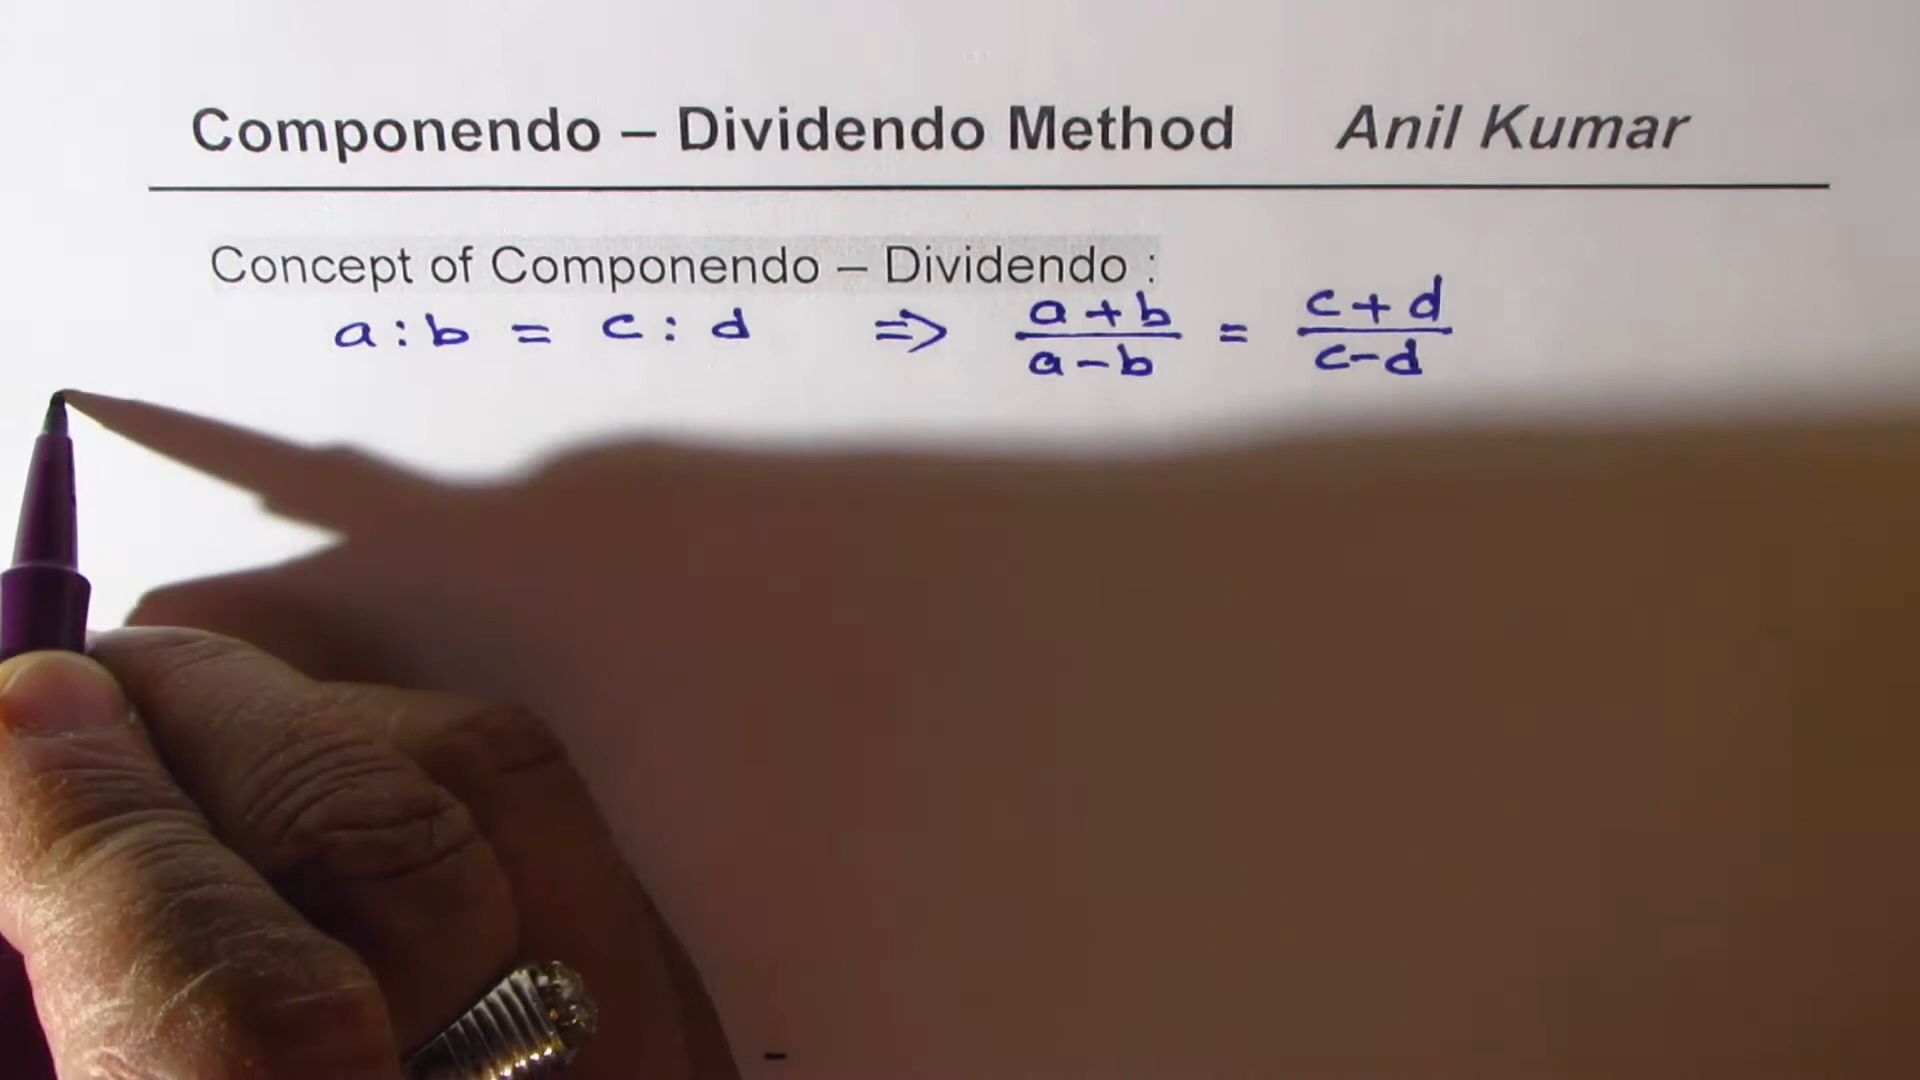 Componendo – Dividendo Method Anil Kumar
Concept of Componendo – Dividendo :
a : b = c : d ⇒ (a+b)/(a-b) = (c+d)/(c-d)